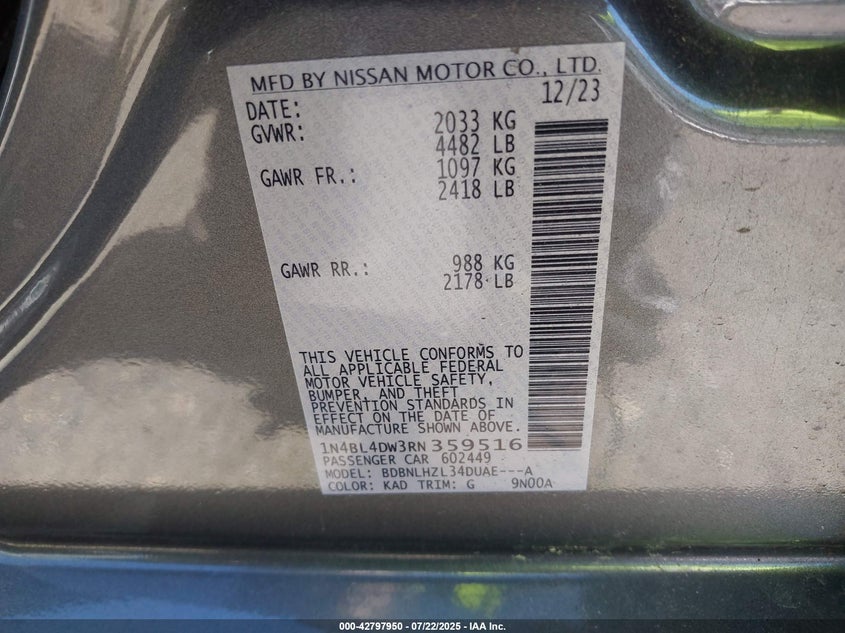 MFD BY NISSAN MOTOR CO., LTD.
DATE: 12/23
GVWR: 2033 KG
4482 LB
GAWR FR.: 1097 KG
2418 LB
GAWR RR.: 988 KG
2178 LB
THIS VEHICLE CONFORMS TO
ALL APPLICABLE FEDERAL
MOTOR VEHICLE SAFETY,
BUMPER, AND THEFT
PREVENTION STANDARDS IN
EFFECT ON THE DATE OF
MANUFACTURE SHOWN ABOVE.
1N4BL4DW3RN359516
PASSENGER CAR 602449
MODEL: BDBNLHZL34DUAE---A
COLOR: KAD TRIM: G 9N00A
000-42797950 - 07/22/2025 - IAA Inc.